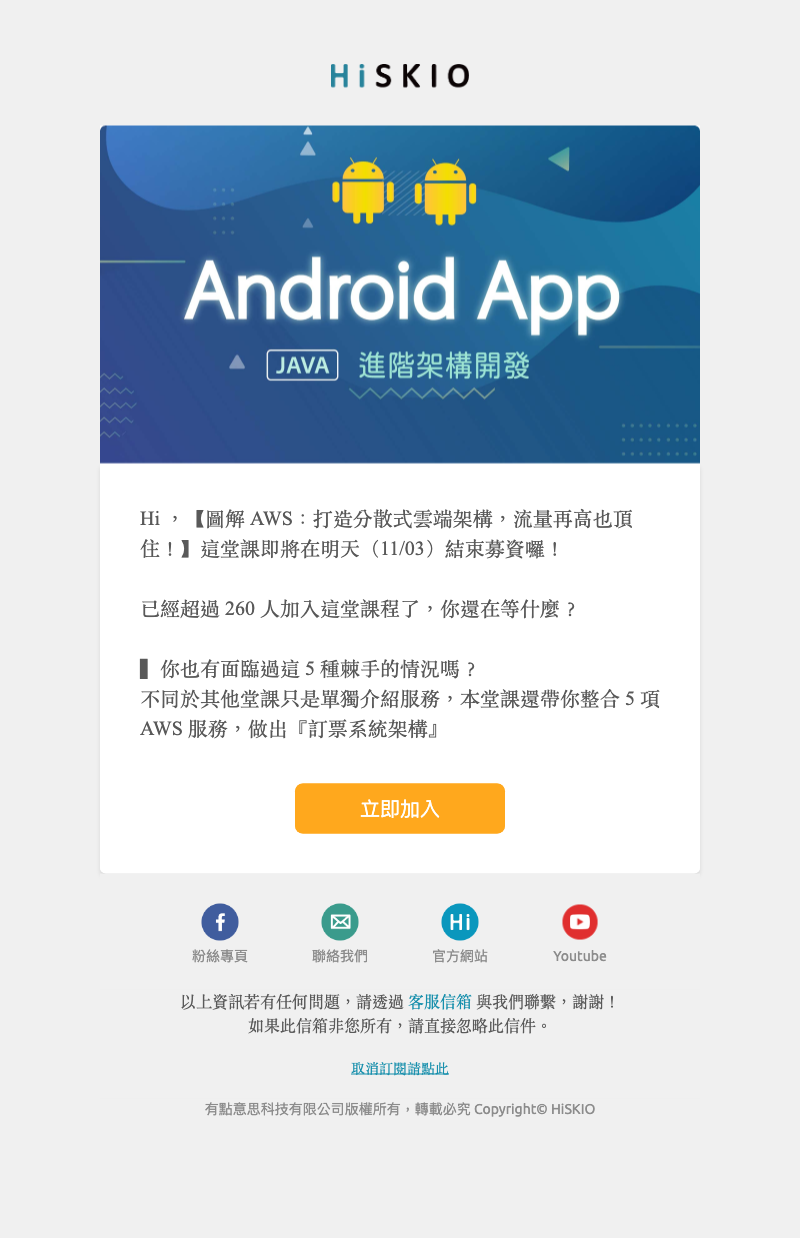 HiSKIO
Android App
JAVA 進階架構開發
Hi ，【圖解 AWS：打造分散式雲端架構，流量再高也頂
住！】這堂課即將在明天（11/03）結束募資囉！
已經超過 260 人加入這堂課程了，你還在等什麼？
▌你也有面臨過這 5 種棘手的情況嗎？
不同於其他堂課只是單獨介紹服務，本堂課還帶你整合 5 項
AWS 服務，做出『訂票系統架構』
立即加入
Hi
粉絲專頁 聯絡我們 官方網站 Youtube
以上資訊若有任何問題，請透過 客服信箱 與我們聯繫，謝謝！
如果此信箱非您所有，請直接忽略此信件。
取消訂閱請點此
有點意思科技有限公司版權所有，轉載必究 Copyright© HiSKIO